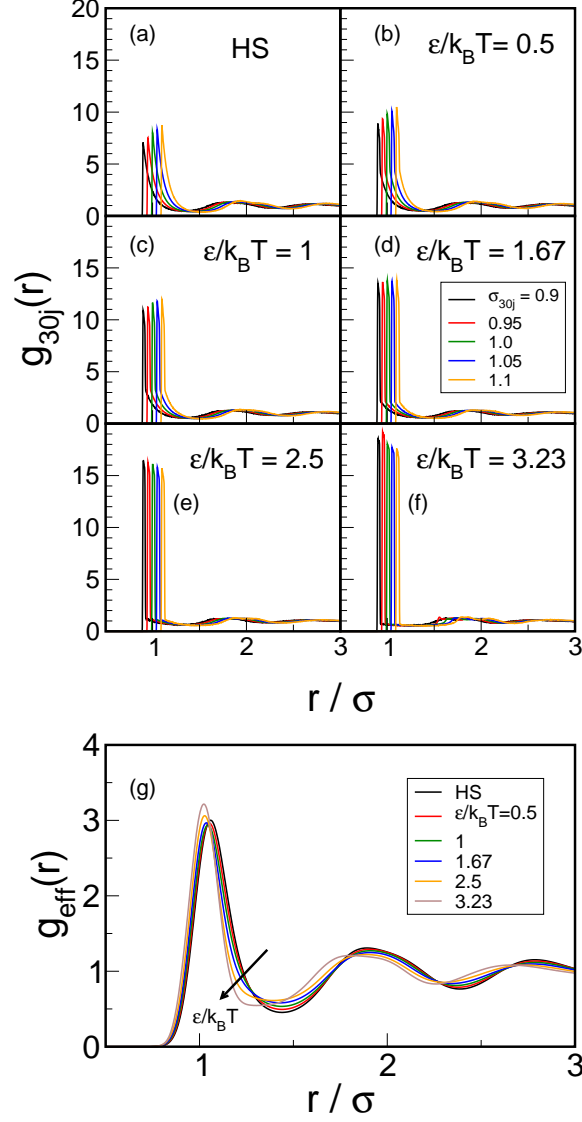 20
(a)
HS
(b)
ε/k_BT= 0.5
15
10
5
0
(c)
ε/k_BT = 1
(d)
ε/k_BT = 1.67
σ_30j = 0.9
0.95
1.0
1.05
1.1
15
10
5
0
g_30j(r)
ε/k_BT = 2.5
(e)
ε/k_BT = 3.23
(f)
15
10
5
0
1 2 3 1 2 3
r / σ
4
(g)
HS
ε/k_BT=0.5
1
1.67
2.5
3.23
3
2
1
0
g_eff(r)
ε/k_BT
1 2 3
r / σ